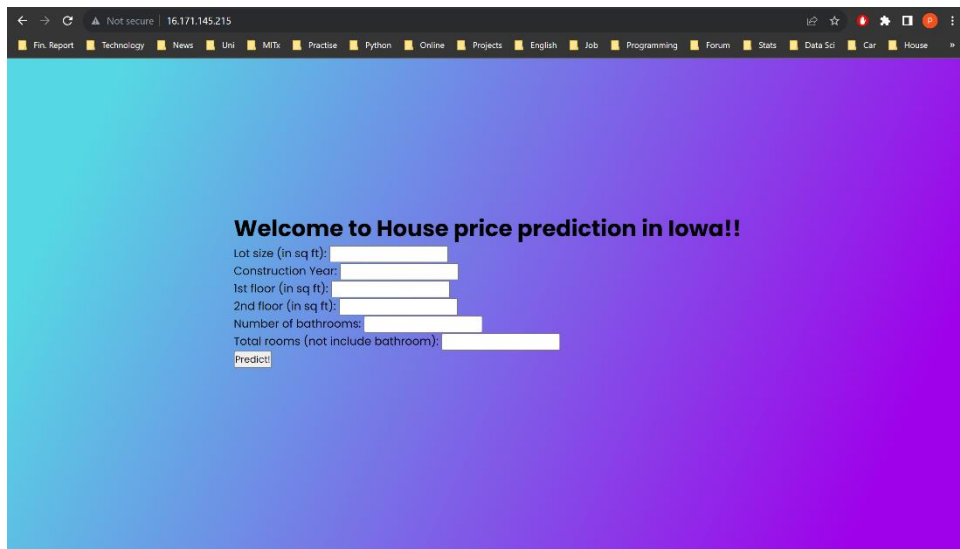 Not secure 16.171.145.215
Fin. Report Technology News Uni MITx Practise Python Online Projects English Job Programming Forum Stats Data Sci Car House »
Welcome to House price prediction in Iowa!!
Lot size (in sq ft):
Construction Year:
1st floor (in sq ft):
2nd floor (in sq ft):
Number of bathrooms:
Total rooms (not include bathroom):
Predict!